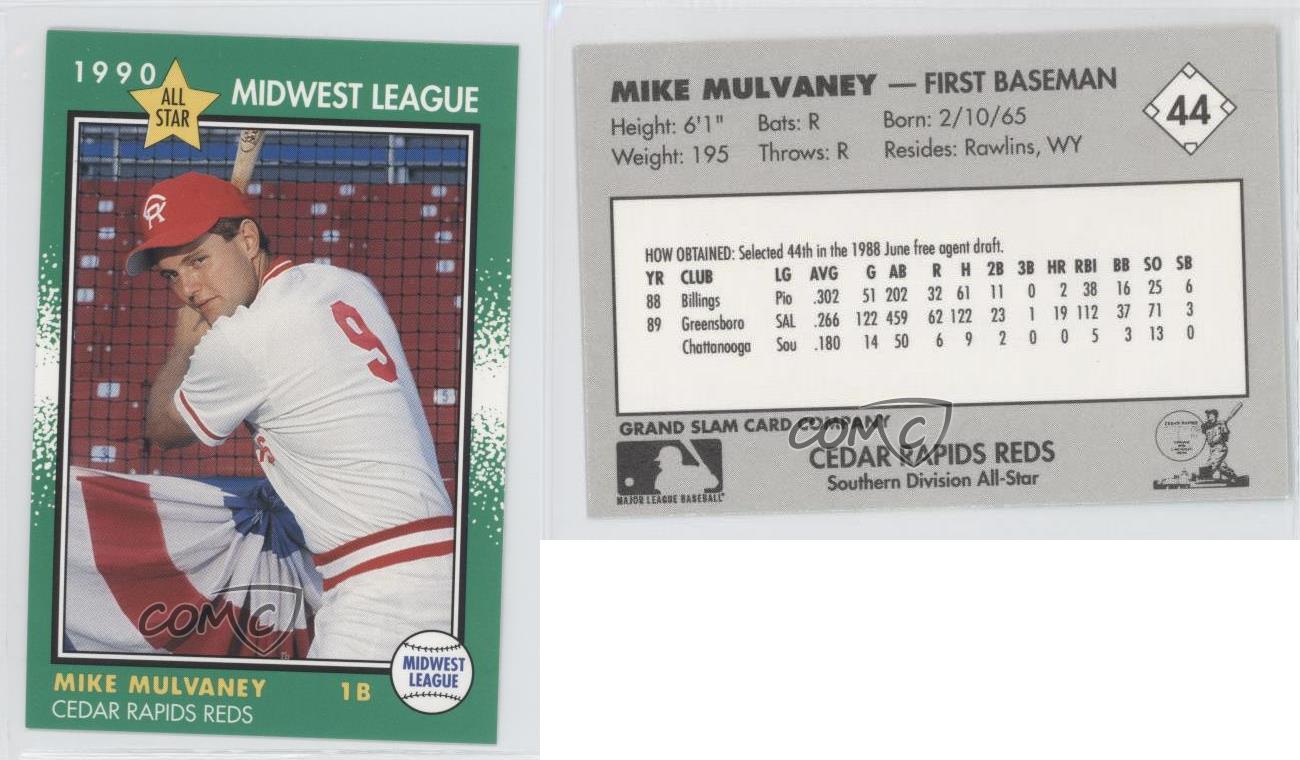 1990
ALL
STAR
MIDWEST LEAGUE
CR
9
MIDWEST
LEAGUE
MIKE MULVANEY 1B
CEDAR RAPIDS REDS
COMC
MIKE MULVANEY — FIRST BASEMAN
44
Height: 6'1" Bats: R Born: 2/10/65
Weight: 195 Throws: R Resides: Rawlins, WY
HOW OBTAINED: Selected 44th in the 1988 June free agent draft.
YR CLUB LG AVG G AB R H 2B 3B HR RBI BB SO SB
88 Billings Pio .302 51 202 32 61 11 0 2 38 16 25 6
89 Greensboro SAL .266 122 459 62 122 23 1 19 112 37 71 3
Chattanooga Sou .180 14 50 6 9 2 0 0 5 3 13 0
GRAND SLAM CARD COMPANY
COMC
CEDAR RAPIDS REDS
Southern Division All-Star
MAJOR LEAGUE BASEBALL
CEDAR RAPIDS